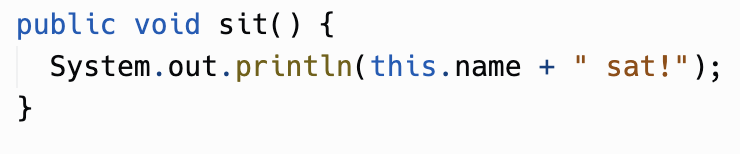 public void sit() {
  System.out.println(this.name + " sat!");
}